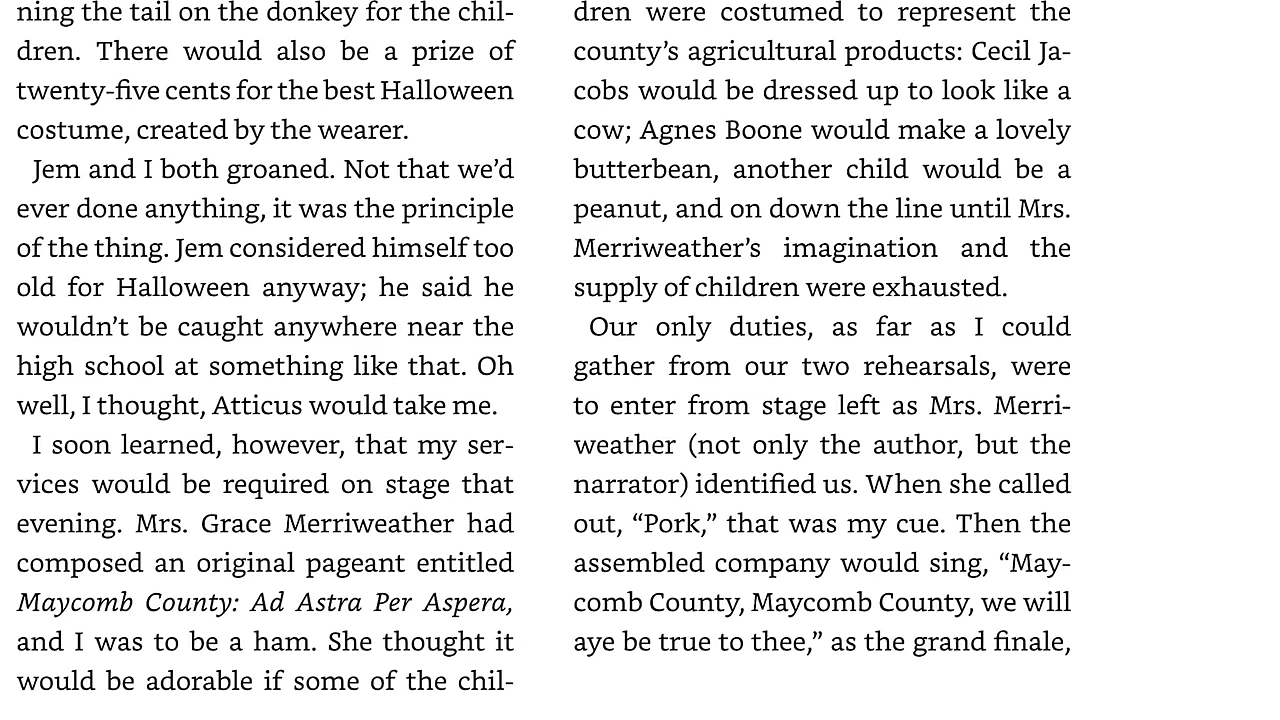 ning the tail on the donkey for the chil-
dren. There would also be a prize of
twenty-five cents for the best Halloween
costume, created by the wearer.
Jem and I both groaned. Not that we’d
ever done anything, it was the principle
of the thing. Jem considered himself too
old for Halloween anyway; he said he
wouldn’t be caught anywhere near the
high school at something like that. Oh
well, I thought, Atticus would take me.
I soon learned, however, that my ser-
vices would be required on stage that
evening. Mrs. Grace Merriweather had
composed an original pageant entitled
Maycomb County: Ad Astra Per Aspera,
and I was to be a ham. She thought it
would be adorable if some of the chil-
dren were costumed to represent the
county’s agricultural products: Cecil Ja-
cobs would be dressed up to look like a
cow; Agnes Boone would make a lovely
butterbean, another child would be a
peanut, and on down the line until Mrs.
Merriweather’s imagination and the
supply of children were exhausted.
Our only duties, as far as I could
gather from our two rehearsals, were
to enter from stage left as Mrs. Merri-
weather (not only the author, but the
narrator) identified us. When she called
out, “Pork,” that was my cue. Then the
assembled company would sing, “May-
comb County, Maycomb County, we will
aye be true to thee,” as the grand finale,